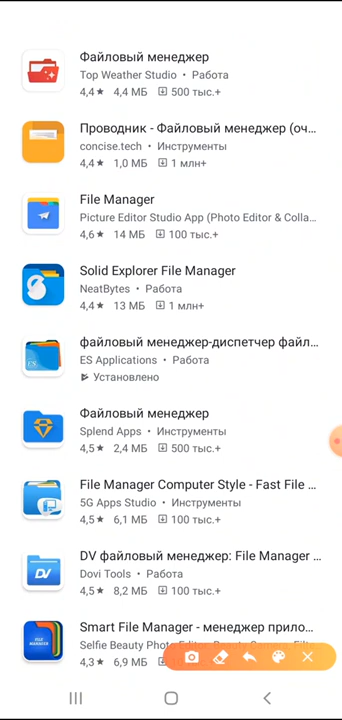 Файловый менеджер
Top Weather Studio • Работа
4,4★ 4,4 МБ 500 тыс.+
Проводник - Файловый менеджер (оч...
concise.tech • Инструменты
4,4★ 1,0 МБ 1 млн+
File Manager
Picture Editor Studio App (Photo Editor & Colla...
4,6★ 14 МБ 100 тыс.+
Solid Explorer File Manager
NeatBytes • Работа
4,4★ 13 МБ 1 млн+
файловый менеджер-диспетчер файл...
ES Applications • Работа
Установлено
Файловый менеджер
Splend Apps • Инструменты
4,5★ 2,4 МБ 500 тыс.+
File Manager Computer Style - Fast File ...
5G Apps Studio • Инструменты
4,5★ 6,1 МБ 100 тыс.+
DV файловый менеджер: File Manager ...
Dovi Tools • Работа
4,5★ 8,2 МБ 100 тыс.+
Smart File Manager - менеджер прило...
Selfie Beauty
4,3★ 6,9 МБ